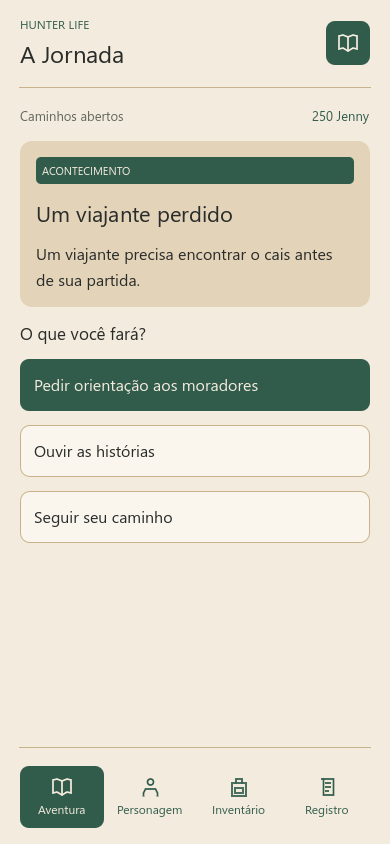 HUNTER LIFE
A Jornada
Caminhos abertos
250 Jenny
ACONTECIMENTO
Um viajante perdido
Um viajante precisa encontrar o cais antes
de sua partida.
O que você fará?
Pedir orientação aos moradores
Ouvir as histórias
Seguir seu caminho
Aventura
Personagem
Inventário
Registro